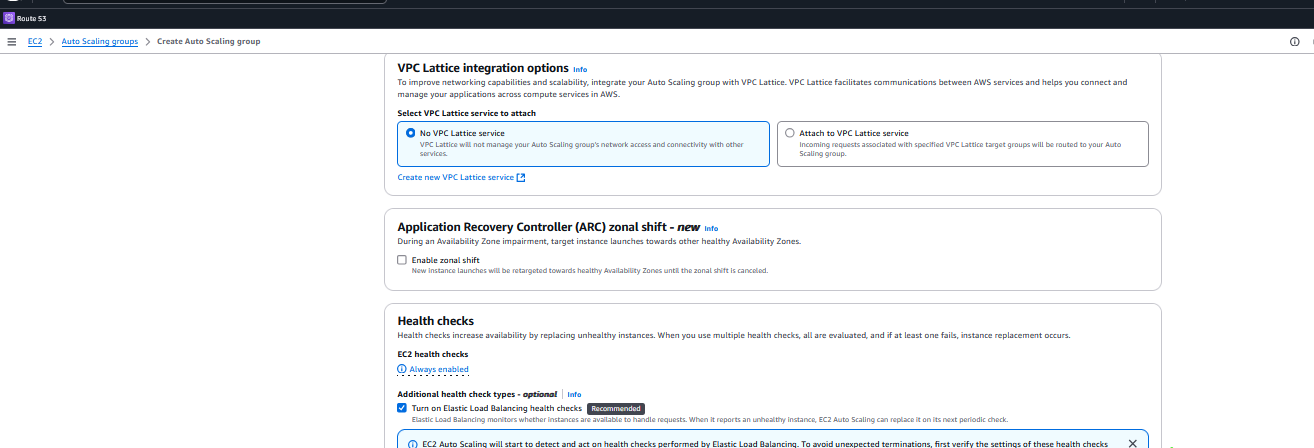 Route 53
EC2 > Auto Scaling groups > Create Auto Scaling group
VPC Lattice integration options Info
To improve networking capabilities and scalability, integrate your Auto Scaling group with VPC Lattice. VPC Lattice facilitates communications between AWS services and helps you connect and
manage your applications across compute services in AWS.
Select VPC Lattice service to attach
No VPC Lattice service
VPC Lattice will not manage your Auto Scaling group's network access and connectivity with other
services.
Attach to VPC Lattice service
Incoming requests associated with specified VPC Lattice target groups will be routed to your Auto
Scaling group.
Create new VPC Lattice service
Application Recovery Controller (ARC) zonal shift - new Info
During an Availability Zone impairment, target instance launches towards other healthy Availability Zones.
Enable zonal shift
New instance launches will be retargeted towards healthy Availability Zones until the zonal shift is canceled.
Health checks
Health checks increase availability by replacing unhealthy instances. When you use multiple health checks, all are evaluated, and if at least one fails, instance replacement occurs.
EC2 health checks
Always enabled
Additional health check types - optional Info
Turn on Elastic Load Balancing health checks Recommended
Elastic Load Balancing monitors whether instances are available to handle requests. When it reports an unhealthy instance, EC2 Auto Scaling can replace it on its next periodic check.
EC2 Auto Scaling will start to detect and act on health checks performed by Elastic Load Balancing. To avoid unexpected terminations, first verify the settings of these health checks